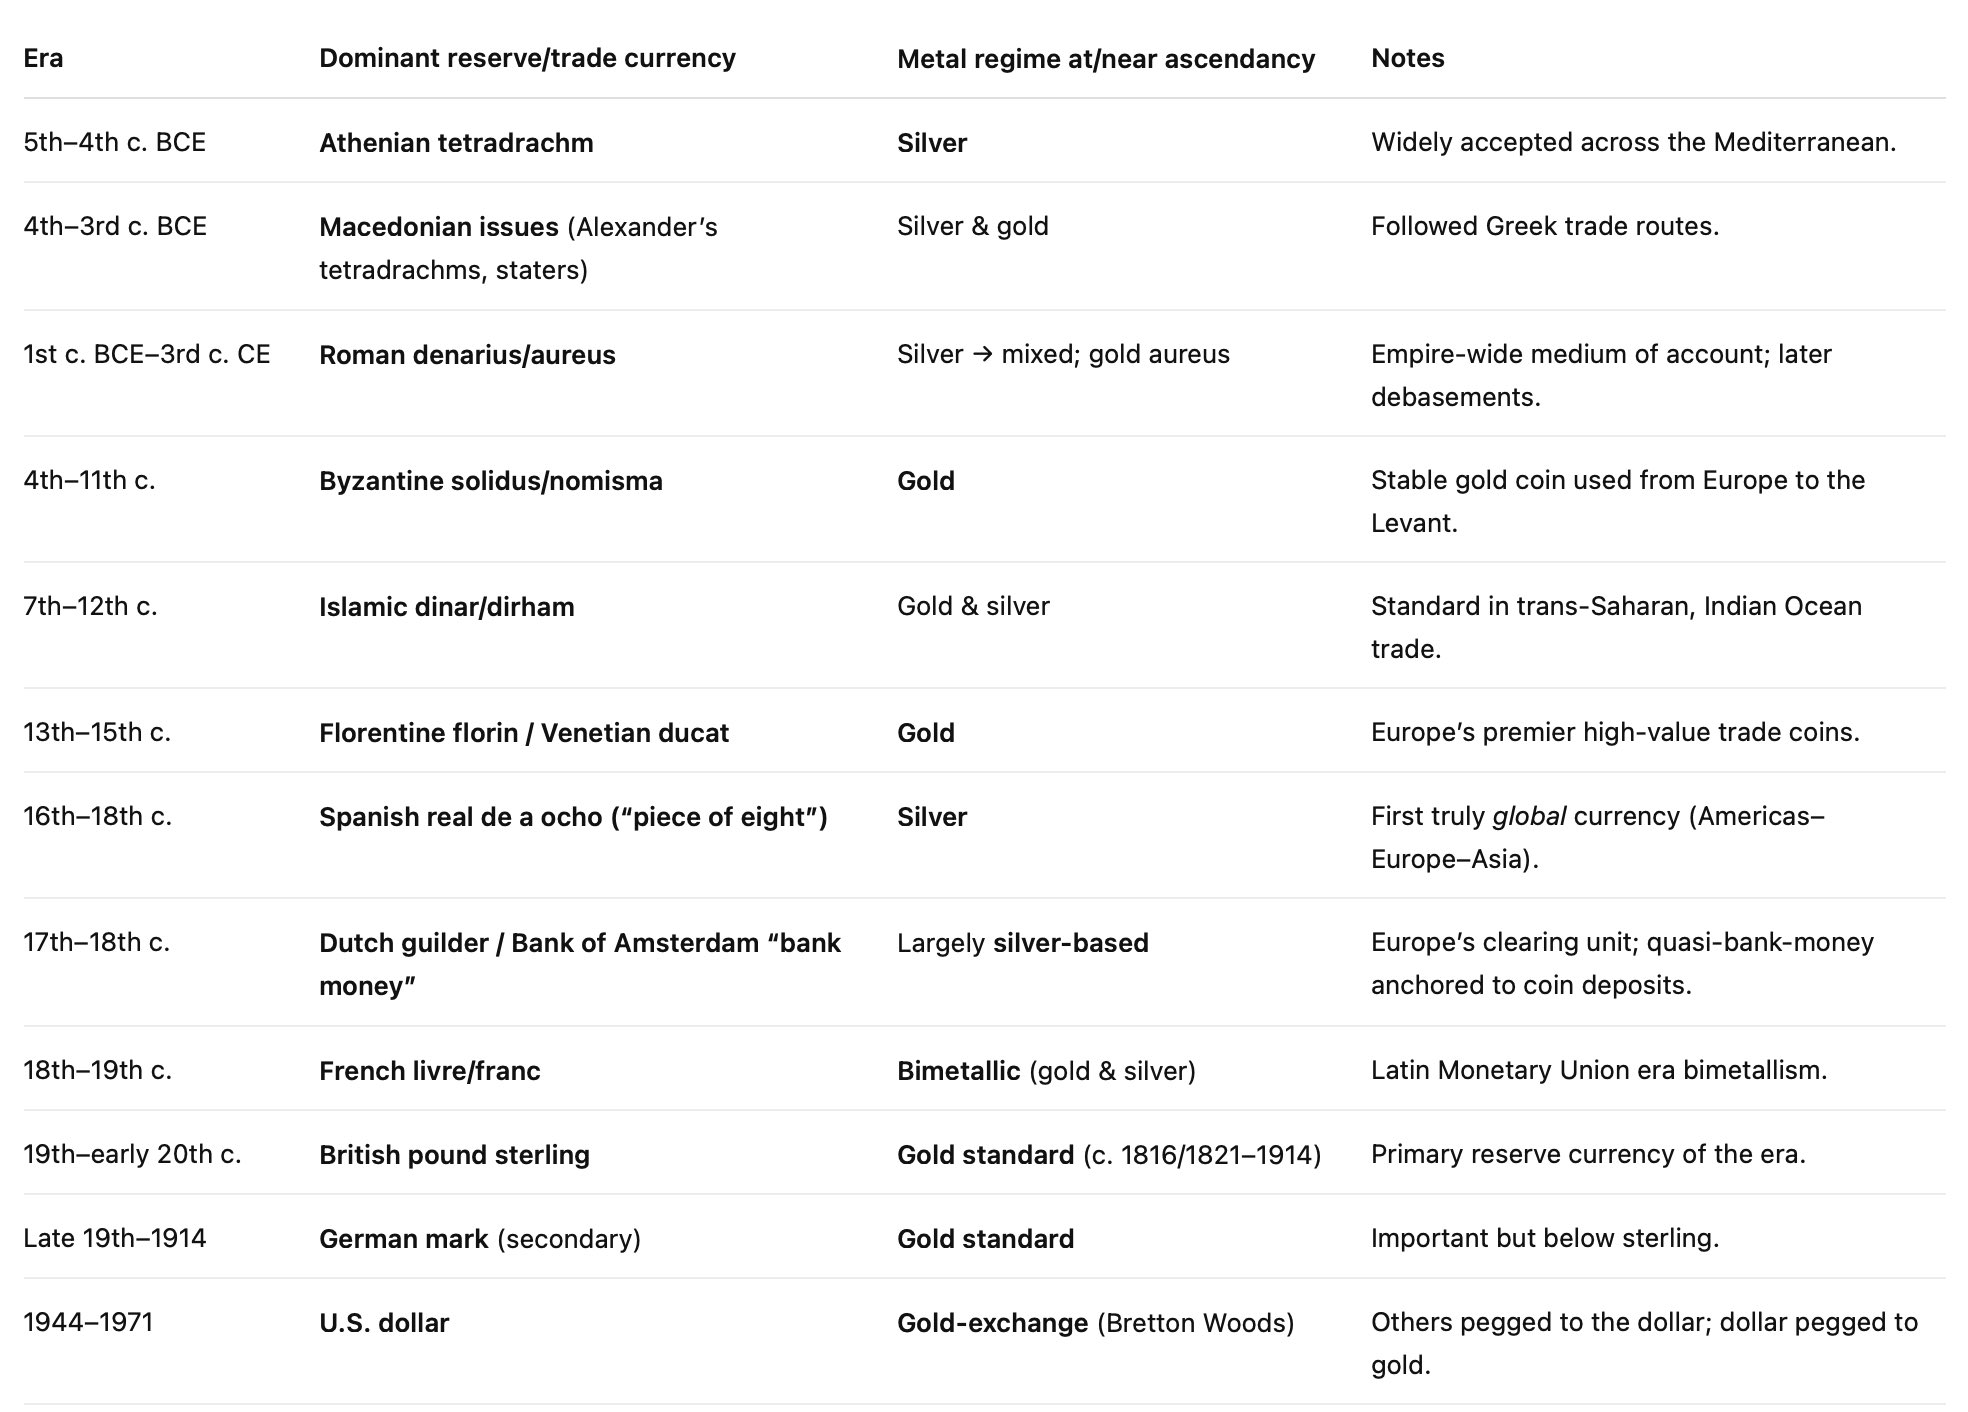 Era Dominant reserve/trade currency Metal regime at/near ascendancy Notes
5th–4th c. BCE Athenian tetradrachm Silver Widely accepted across the Mediterranean.
4th–3rd c. BCE Macedonian issues (Alexander’s Silver & gold Followed Greek trade routes.
tetradrachms, staters)
1st c. BCE–3rd c. CE Roman denarius/aureus Silver → mixed; gold aureus Empire-wide medium of account; later
debasements.
4th–11th c. Byzantine solidus/nomisma Gold Stable gold coin used from Europe to the
Levant.
7th–12th c. Islamic dinar/dirham Gold & silver Standard in trans-Saharan, Indian Ocean
trade.
13th–15th c. Florentine florin / Venetian ducat Gold Europe’s premier high-value trade coins.
16th–18th c. Spanish real de a ocho (“piece of eight”) Silver First truly global currency (Americas–
Europe–Asia).
17th–18th c. Dutch guilder / Bank of Amsterdam “bank Largely silver-based Europe’s clearing unit; quasi-bank-money
money” anchored to coin deposits.
18th–19th c. French livre/franc Bimetallic (gold & silver) Latin Monetary Union era bimetallism.
19th–early 20th c. British pound sterling Gold standard (c. 1816/1821–1914) Primary reserve currency of the era.
Late 19th–1914 German mark (secondary) Gold standard Important but below sterling.
1944–1971 U.S. dollar Gold-exchange (Bretton Woods) Others pegged to the dollar; dollar pegged to
gold.